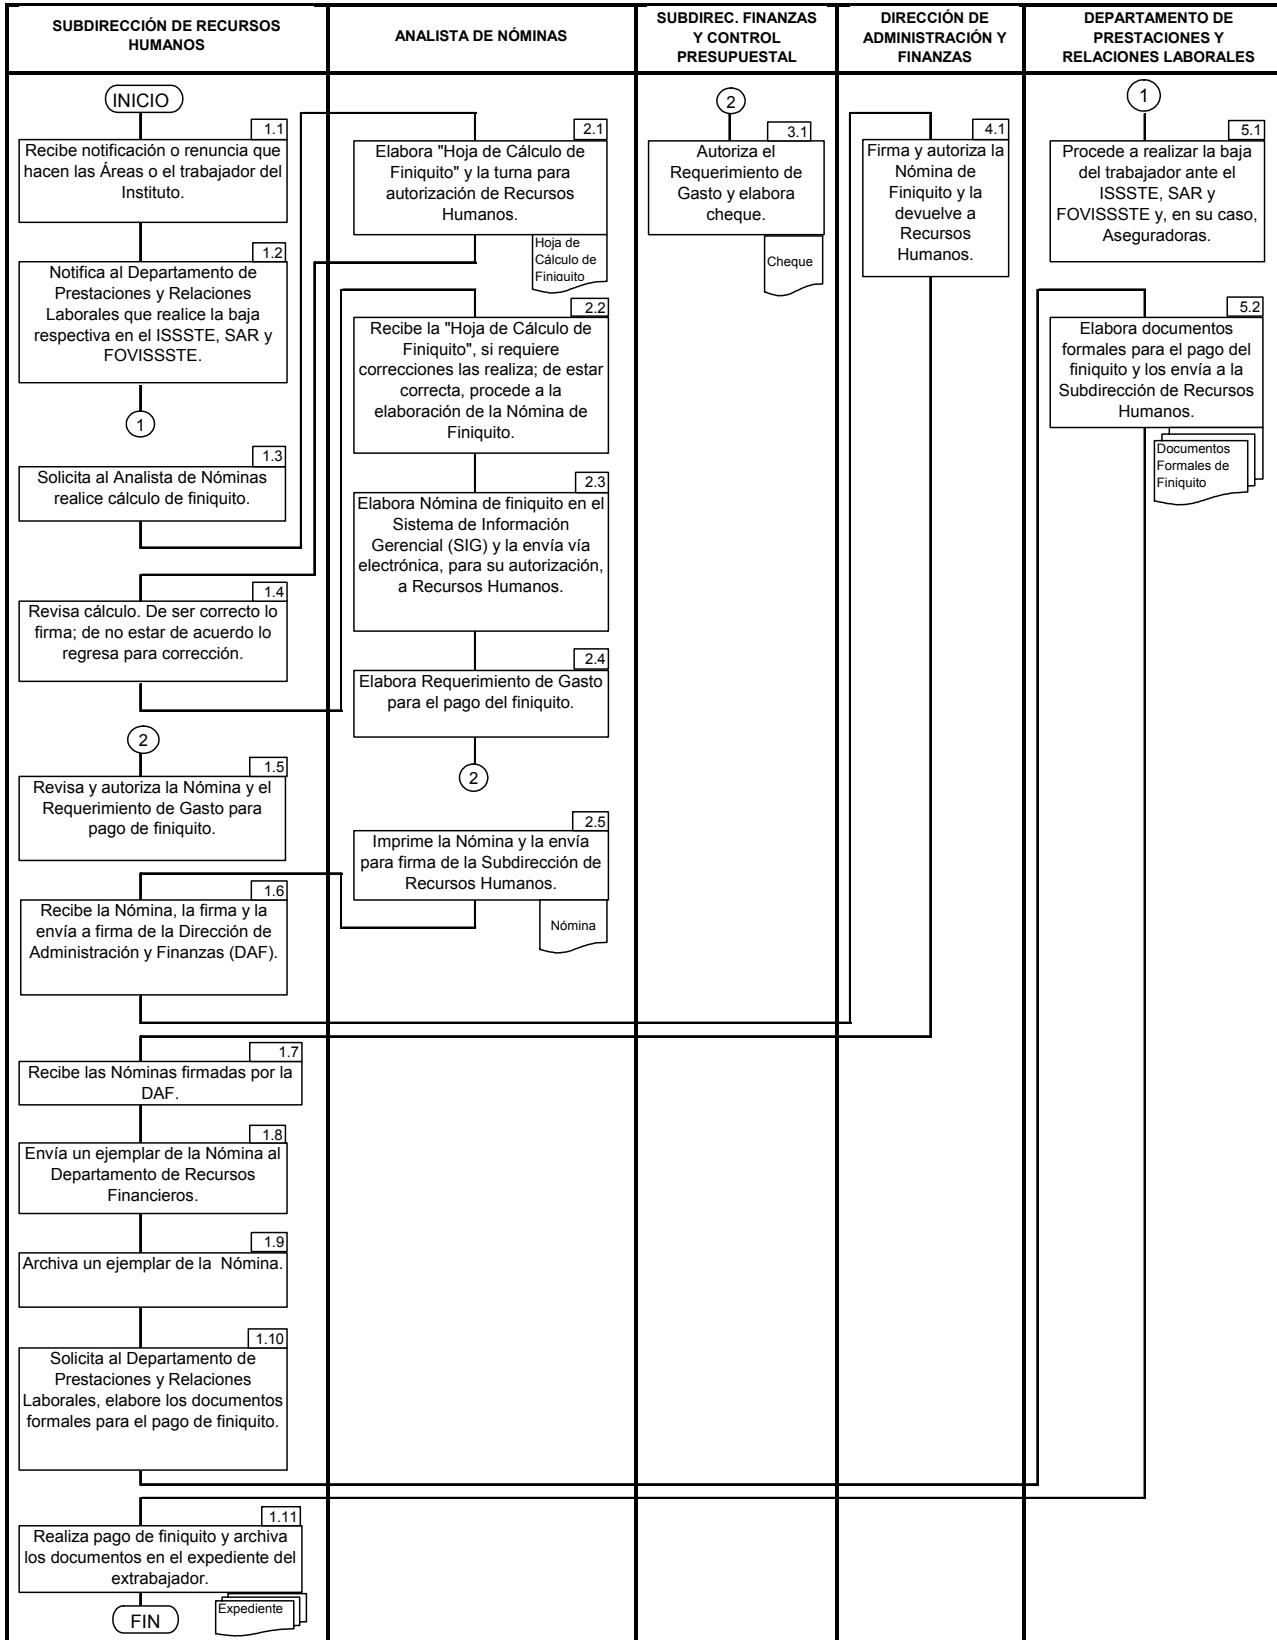 SUBDIRECCIÓN DE RECURSOS
HUMANOS
ANALISTA DE NÓMINAS
SUBDIREC. FINANZAS
Y CONTROL
PRESUPUESTAL
DIRECCIÓN DE
ADMINISTRACIÓN Y
FINANZAS
DEPARTAMENTO DE
PRESTACIONES Y
RELACIONES LABORALES
INICIO
1.1
Recibe notificación o renuncia que
hacen las Áreas o el trabajador del
Instituto.
1.2
Notifica al Departamento de
Prestaciones y Relaciones
Laborales que realice la baja
respectiva en el ISSSTE, SAR y
FOVISSSTE.
1
1.3
Solicita al Analista de Nóminas
realice cálculo de finiquito.
1.4
Revisa cálculo. De ser correcto lo
firma; de no estar de acuerdo lo
regresa para corrección.
2
1.5
Revisa y autoriza la Nómina y el
Requerimiento de Gasto para
pago de finiquito.
1.6
Recibe la Nómina, la firma y la
envía a firma de la Dirección de
Administración y Finanzas (DAF).
1.7
Recibe las Nóminas firmadas por la
DAF.
1.8
Envía un ejemplar de la Nómina al
Departamento de Recursos
Financieros.
1.9
Archiva un ejemplar de la Nómina.
1.10
Solicita al Departamento de
Prestaciones y Relaciones
Laborales, elabore los documentos
formales para el pago de finiquito.
1.11
Realiza pago de finiquito y archiva
los documentos en el expediente del
extrabajador.
Expediente
FIN
2.1
Elabora "Hoja de Cálculo de
Finiquito" y la turna para
autorización de Recursos
Humanos.
Hoja de
Cálculo de
Finiquito
2.2
Recibe la "Hoja de Cálculo de
Finiquito", si requiere
correcciones las realiza; de estar
correcta, procede a la
elaboración de la Nómina de
Finiquito.
2.3
Elabora Nómina de finiquito en el
Sistema de Información
Gerencial (SIG) y la envía vía
electrónica, para su autorización,
a Recursos Humanos.
2.4
Elabora Requerimiento de Gasto
para el pago del finiquito.
2
2.5
Imprime la Nómina y la envía
para firma de la Subdirección de
Recursos Humanos.
Nómina
2
3.1
Autoriza el
Requerimiento de
Gasto y elabora
cheque.
Cheque
4.1
Firma y autoriza la
Nómina de
Finiquito y la
devuelve a
Recursos
Humanos.
1
5.1
Procede a realizar la baja
del trabajador ante el
ISSSTE, SAR y
FOVISSSTE y, en su caso,
Aseguradoras.
5.2
Elabora documentos
formales para el pago del
finiquito y los envía a la
Subdirección de Recursos
Humanos.
Documentos
Formales de
Finiquito